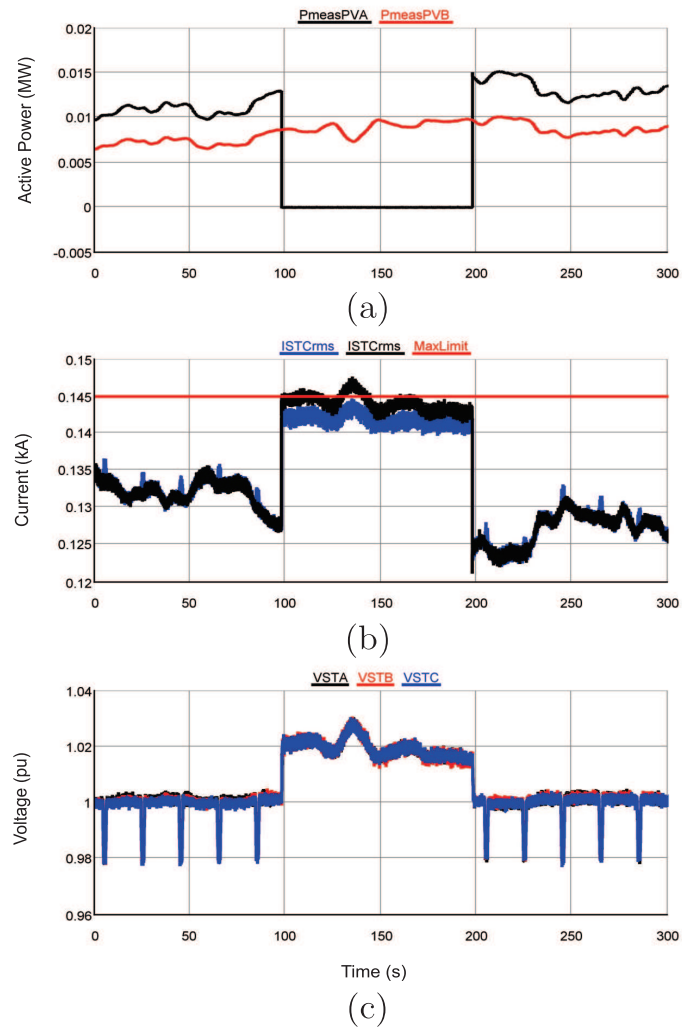 PmeasPVA PmeasPVB
Active Power (MW)
0.02
0.015
0.01
0.005
0
-0.005
0 50 100 150 200 250 300
(a)
ISTCrms ISTCrms MaxLimit
Current (kA)
0.15
0.145
0.14
0.135
0.13
0.125
0.12
0 50 100 150 200 250 300
(b)
VSTA VSTB VSTC
Voltage (pu)
1.04
1.02
1
0.98
0.96
0 50 100 150 200 250 300
Time (s)
(c)